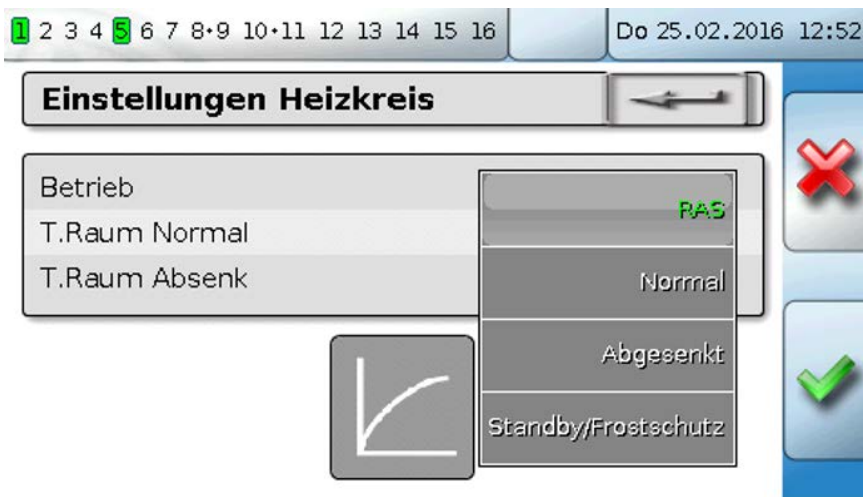 1 2 3 4 5 6 7 8·9 10·11 12 13 14 15 16 Do 25.02.2016 12:52
Einstellungen Heizkreis
Betrieb
T.Raum Normal
T.Raum Absenk
RAS
Normal
Abgesenkt
Standby/Frostschutz